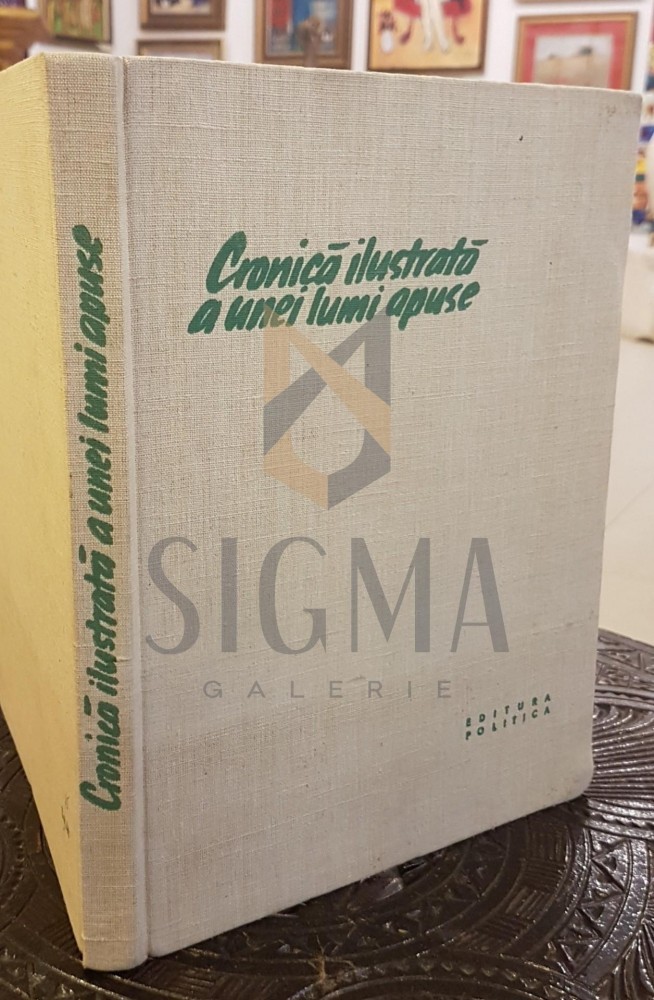 Cronică ilustrată a unei lumi apuse
Cronică ilustrată
a unei lumi apuse
SIGMA
GALERIE
EDITURA
POLITICA